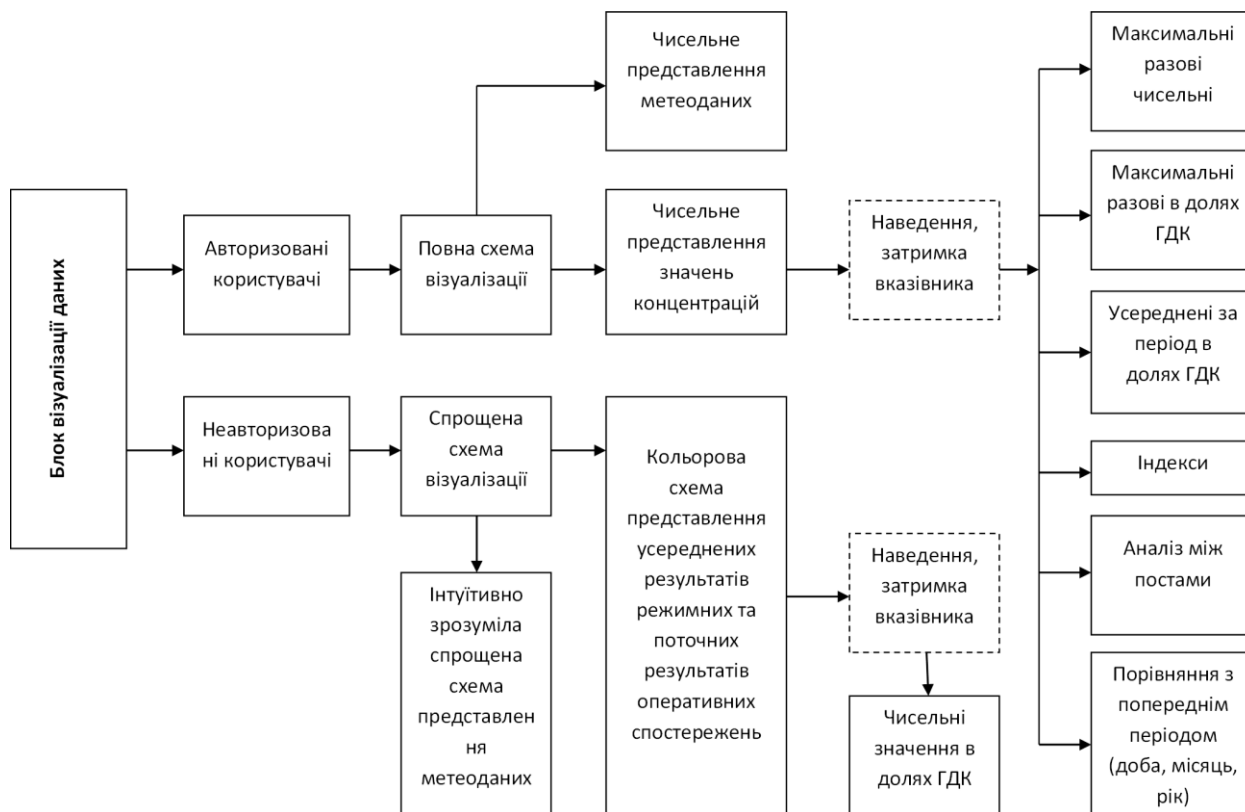 Блок візуалізації даних
Авторизовані
користувачі
Неавторизова
ні користувачі
Повна схема
візуалізації
Спрощена
схема
візуалізації
Інтуїтивно
зрозуміла
спрощена
схема
представлен
ня
метеоданих
Чисельне
представлення
метеоданих
Чисельне
представлення
значень
концентрацій
Кольорова
схема
представлення
усереднених
результатів
режимних та
поточних
результатів
оперативних
спостережень
Наведення,
затримка
вказівника
Наведення,
затримка
вказівника
Чисельні
значення в
долях ГДК
Максимальні
разові
чисельні
Максимальні
разові в долях
ГДК
Усереднені за
період в
долях ГДК
Індекси
Аналіз між
постами
Порівняння з
попереднім
періодом
(доба, місяць,
рік)